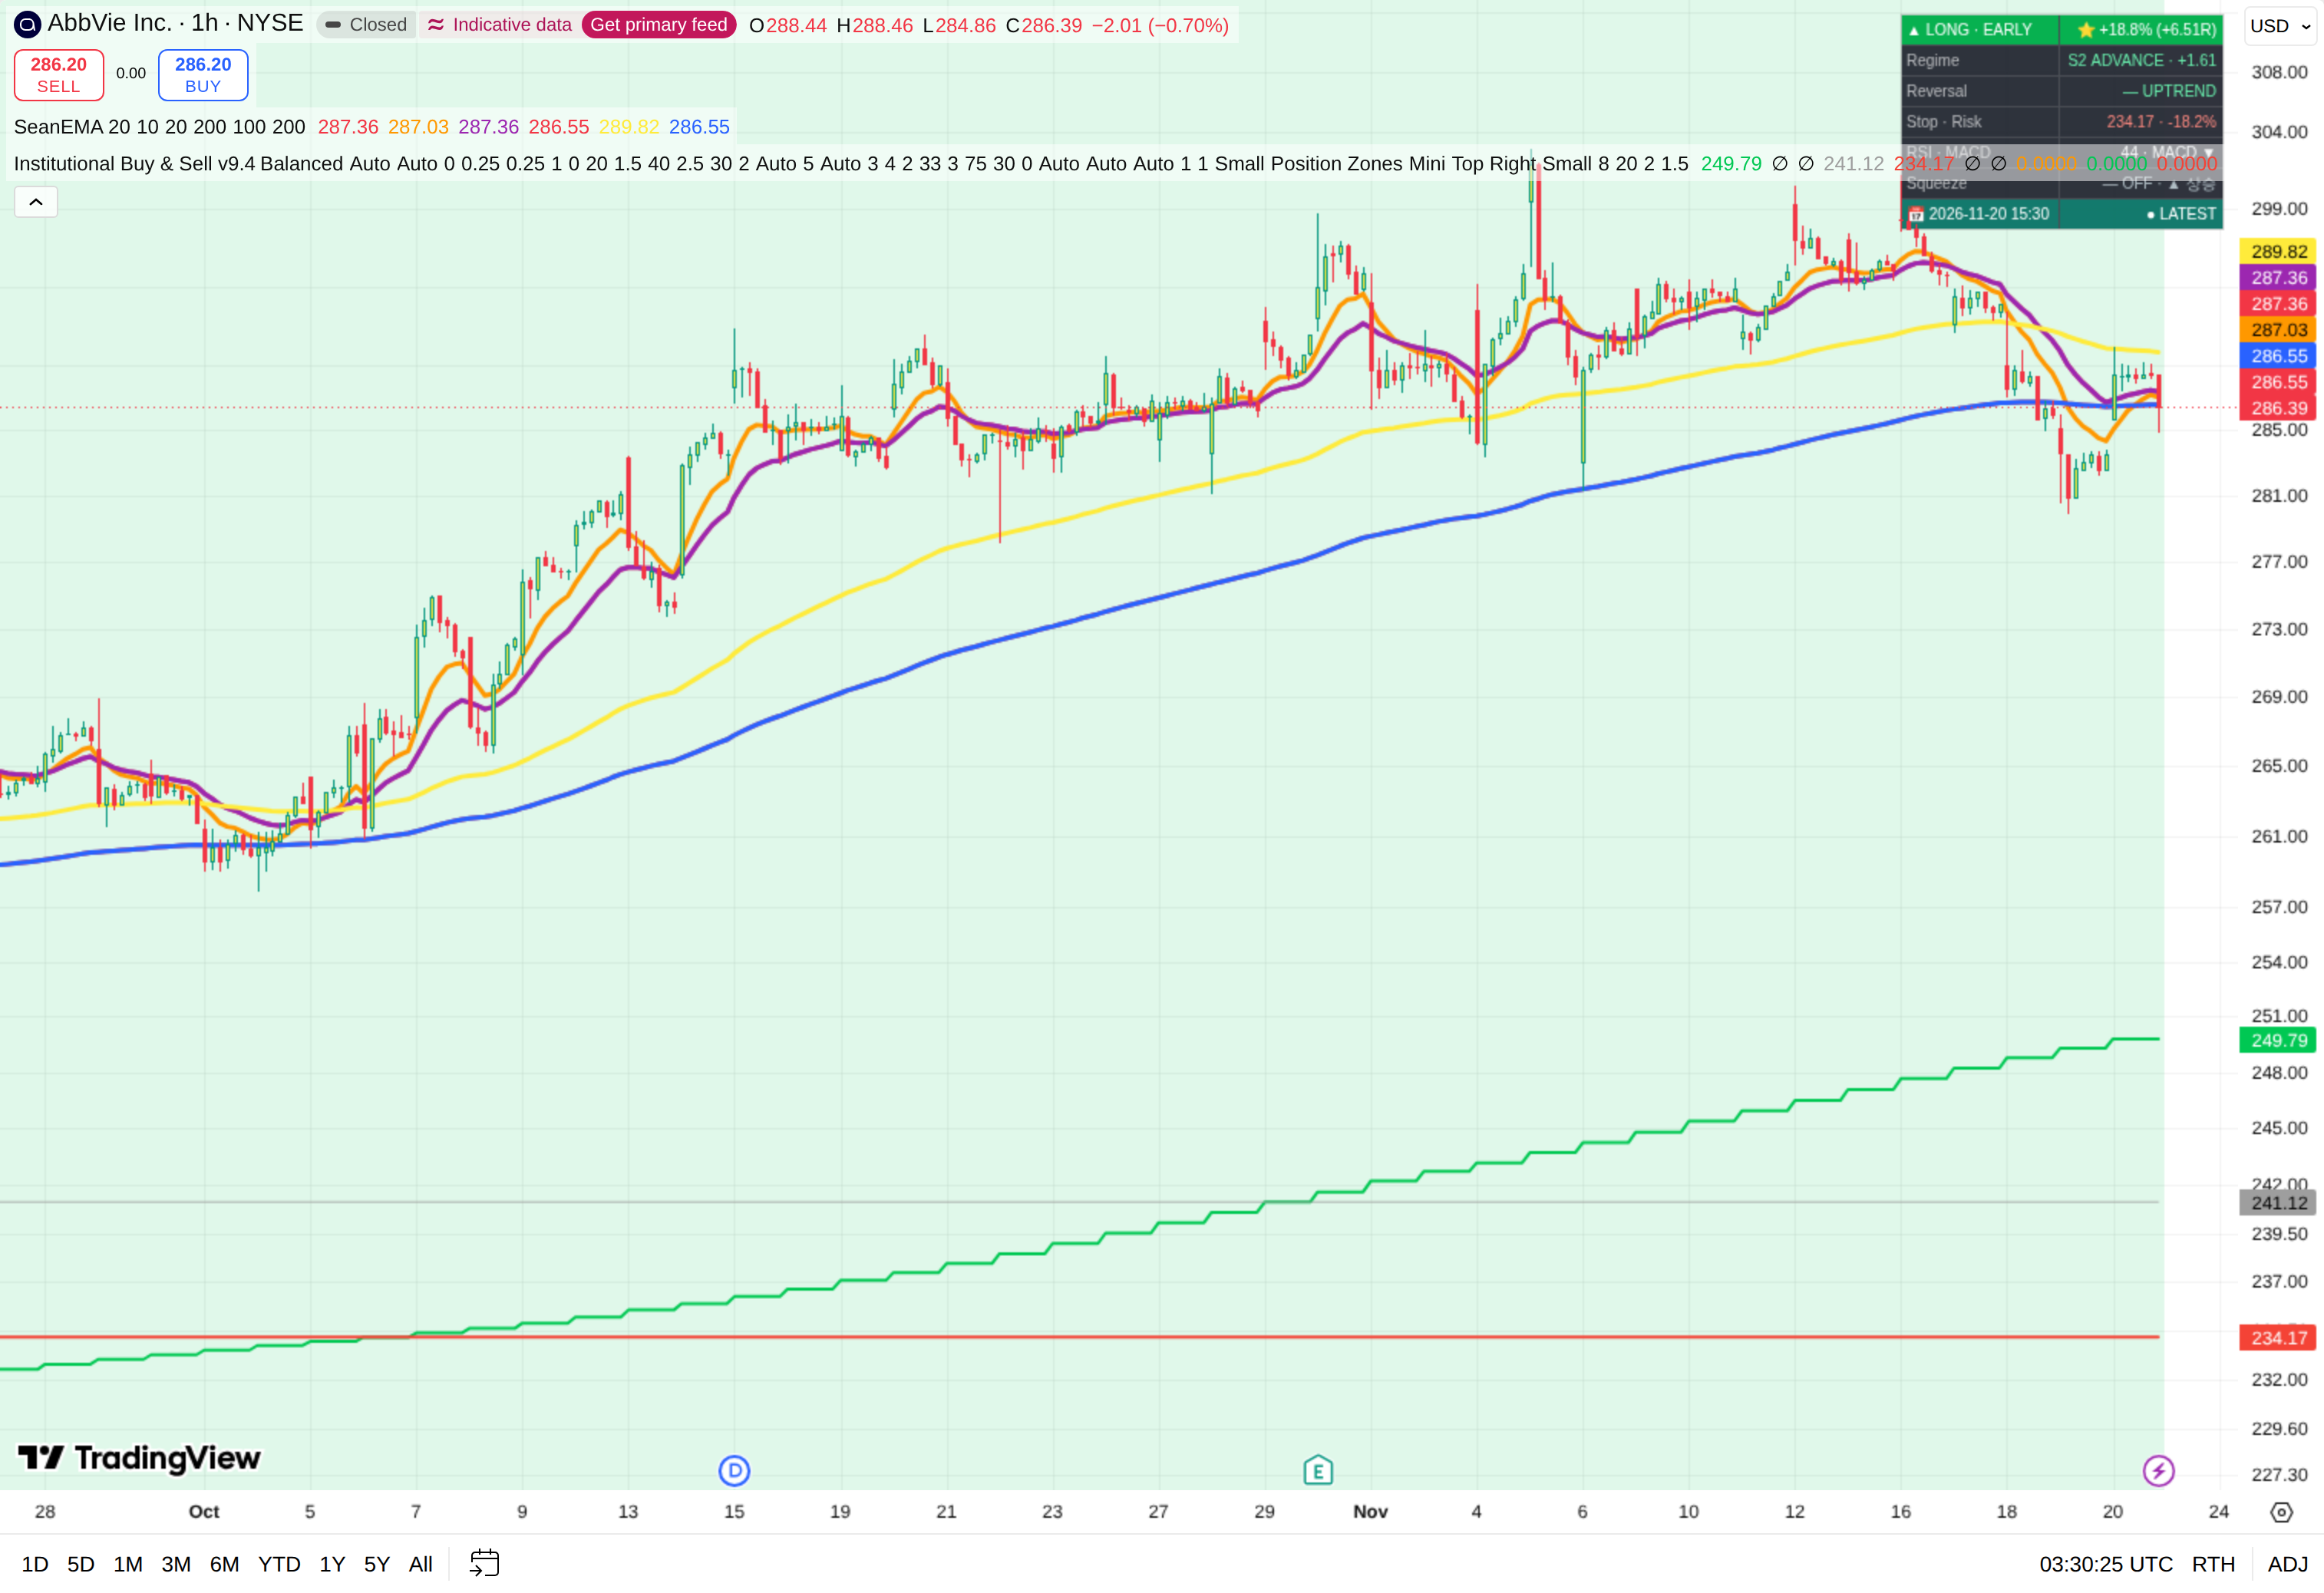 AbbVie Inc. · 1h · NYSE Closed Indicative data Get primary feed O288.44 H288.46 L284.86 C286.39 −2.01 (−0.70%)
286.20 SELL 0.00 286.20 BUY
SeanEMA 20 10 20 200 100 200 287.36 287.03 287.36 286.55 289.82 286.55
Institutional Buy & Sell v9.4 Balanced Auto Auto 0 0.25 0.25 1 0 20 1.5 40 2.5 30 2 Auto 5 Auto 3 4 2 33 3 75 30 0 Auto Auto Auto 1 1 Small Position Zones Mini Top Right Small 8 20 2 1.5 249.79 ∅ ∅ 241.12 234.17 ∅ ∅ 0.0000 0.0000 0.0000
▲ LONG · EARLY ⭐ +18.8% (+6.51R)
Regime S2 ADVANCE · +1.61
Reversal — UPTREND
Stop · Risk 234.17 · -18.2%
RSI · MACD 44 · MACD ▼
Squeeze — OFF · ▲ 상승
📅 2026-11-20 15:30 ● LATEST
USD
308.00
304.00
299.00
289.82
287.36
287.36
287.03
286.55
286.55
286.39
285.00
281.00
277.00
273.00
269.00
265.00
261.00
257.00
254.00
251.00
249.79
248.00
245.00
242.00
241.12
239.50
237.00
234.17
232.00
229.60
227.30
TradingView
D E
28 Oct 5 7 9 13 15 19 21 23 27 29 Nov 4 6 10 12 16 18 20 24
1D 5D 1M 3M 6M YTD 1Y 5Y All 03:30:25 UTC RTH ADJ